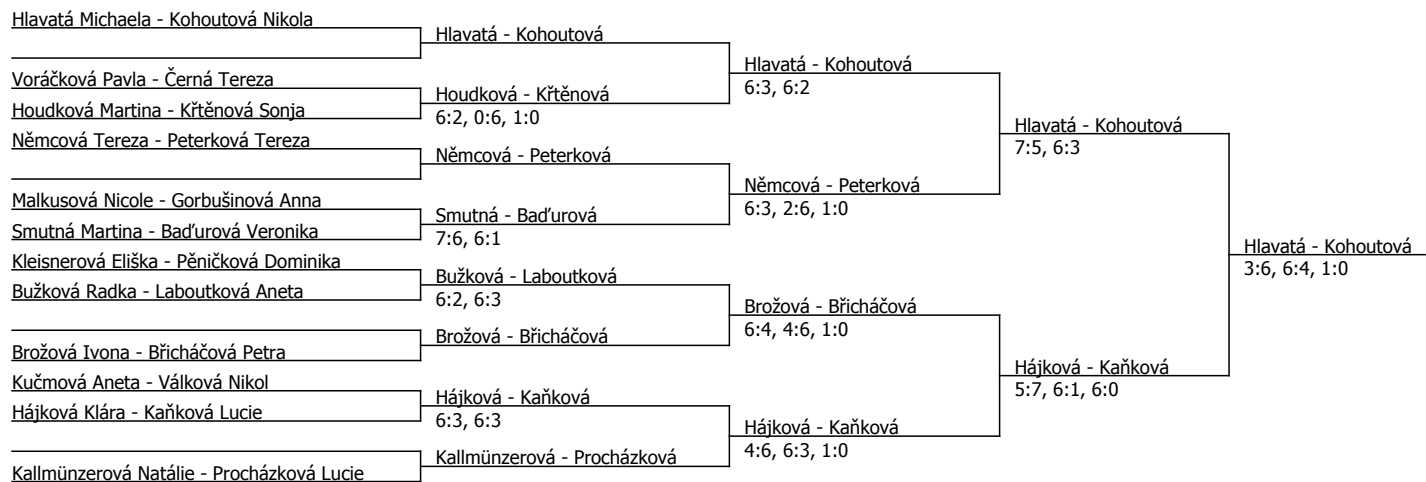 Hlavatá Michaela - Kohoutová Nikola
Voráčková Pavla - Černá Tereza
Houdková Martina - Křtěnová Sonja
Němcová Tereza - Peterková Tereza
Malkusová Nicole - Gorbušinová Anna
Smutná Martina - Baďurová Veronika
Kleisnerová Eliška - Pěničková Dominika
Bužková Radka - Laboutková Aneta
Brožová Ivona - Břicháčová Petra
Kučmová Aneta - Válková Nikol
Hájková Klára - Kaňková Lucie
Kallmünzerová Natálie - Procházková Lucie
Hlavatá - Kohoutová
Houdková - Křtěnová
6:2, 0:6, 1:0
Němcová - Peterková
Smutná - Baďurová
7:6, 6:1
Bužková - Laboutková
6:2, 6:3
Brožová - Břicháčová
Hájková - Kaňková
6:3, 6:3
Kallmünzerová - Procházková
Hlavatá - Kohoutová
6:3, 6:2
Němcová - Peterková
6:3, 2:6, 1:0
Brožová - Břicháčová
6:4, 4:6, 1:0
Hájková - Kaňková
4:6, 6:3, 1:0
Hlavatá - Kohoutová
7:5, 6:3
Hájková - Kaňková
5:7, 6:1, 6:0
Hlavatá - Kohoutová
3:6, 6:4, 1:0